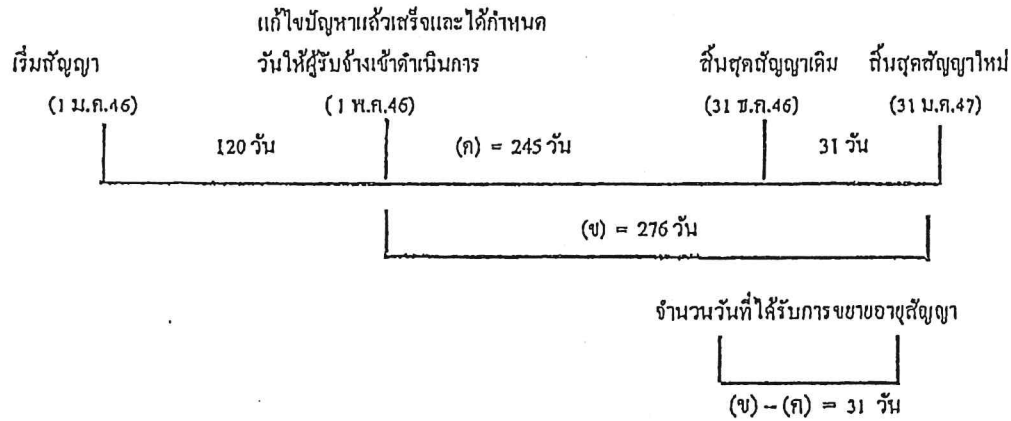 แก้ไขปัญหาแล้วเสร็จและได้กำหนด
เริ่มสัญญา วันให้ผู้รับจ้างเข้าดำเนินการ สิ้นสุดสัญญาเดิม สิ้นสุดสัญญาใหม่
(1 ม.ค.46) (1 พ.ค.46) (31 ธ.ค.46) (31 ม.ค.47)
120 วัน (ค) = 245 วัน 31 วัน
(ข) = 276 วัน
จำนวนวันที่ได้รับการขยายอายุสัญญา
(ข) – (ค) = 31 วัน